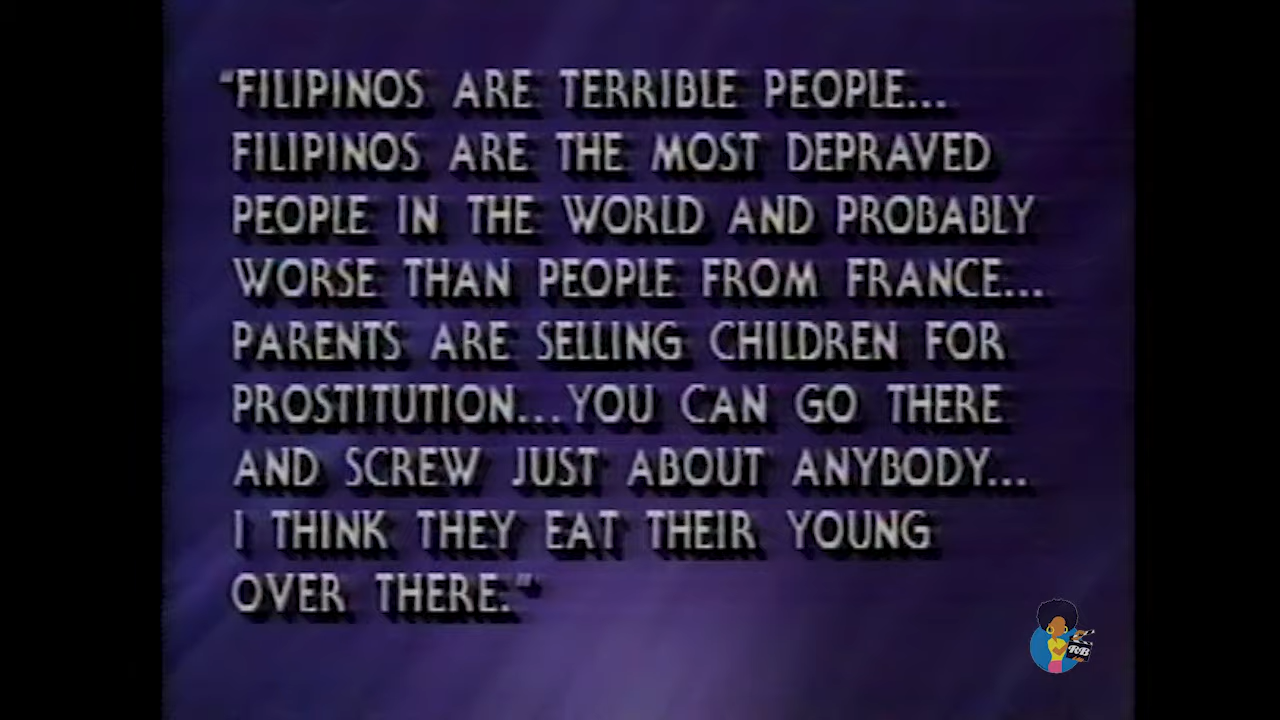 "FILIPINOS ARE TERRIBLE PEOPLE...
FILIPINOS ARE THE MOST DEPRAVED
PEOPLE IN THE WORLD AND PROBABLY
WORSE THAN PEOPLE FROM FRANCE...
PARENTS ARE SELLING CHILDREN FOR
PROSTITUTION...YOU CAN GO THERE
AND SCREW JUST ABOUT ANYBODY...
I THINK THEY EAT THEIR YOUNG
OVER THERE."
RB